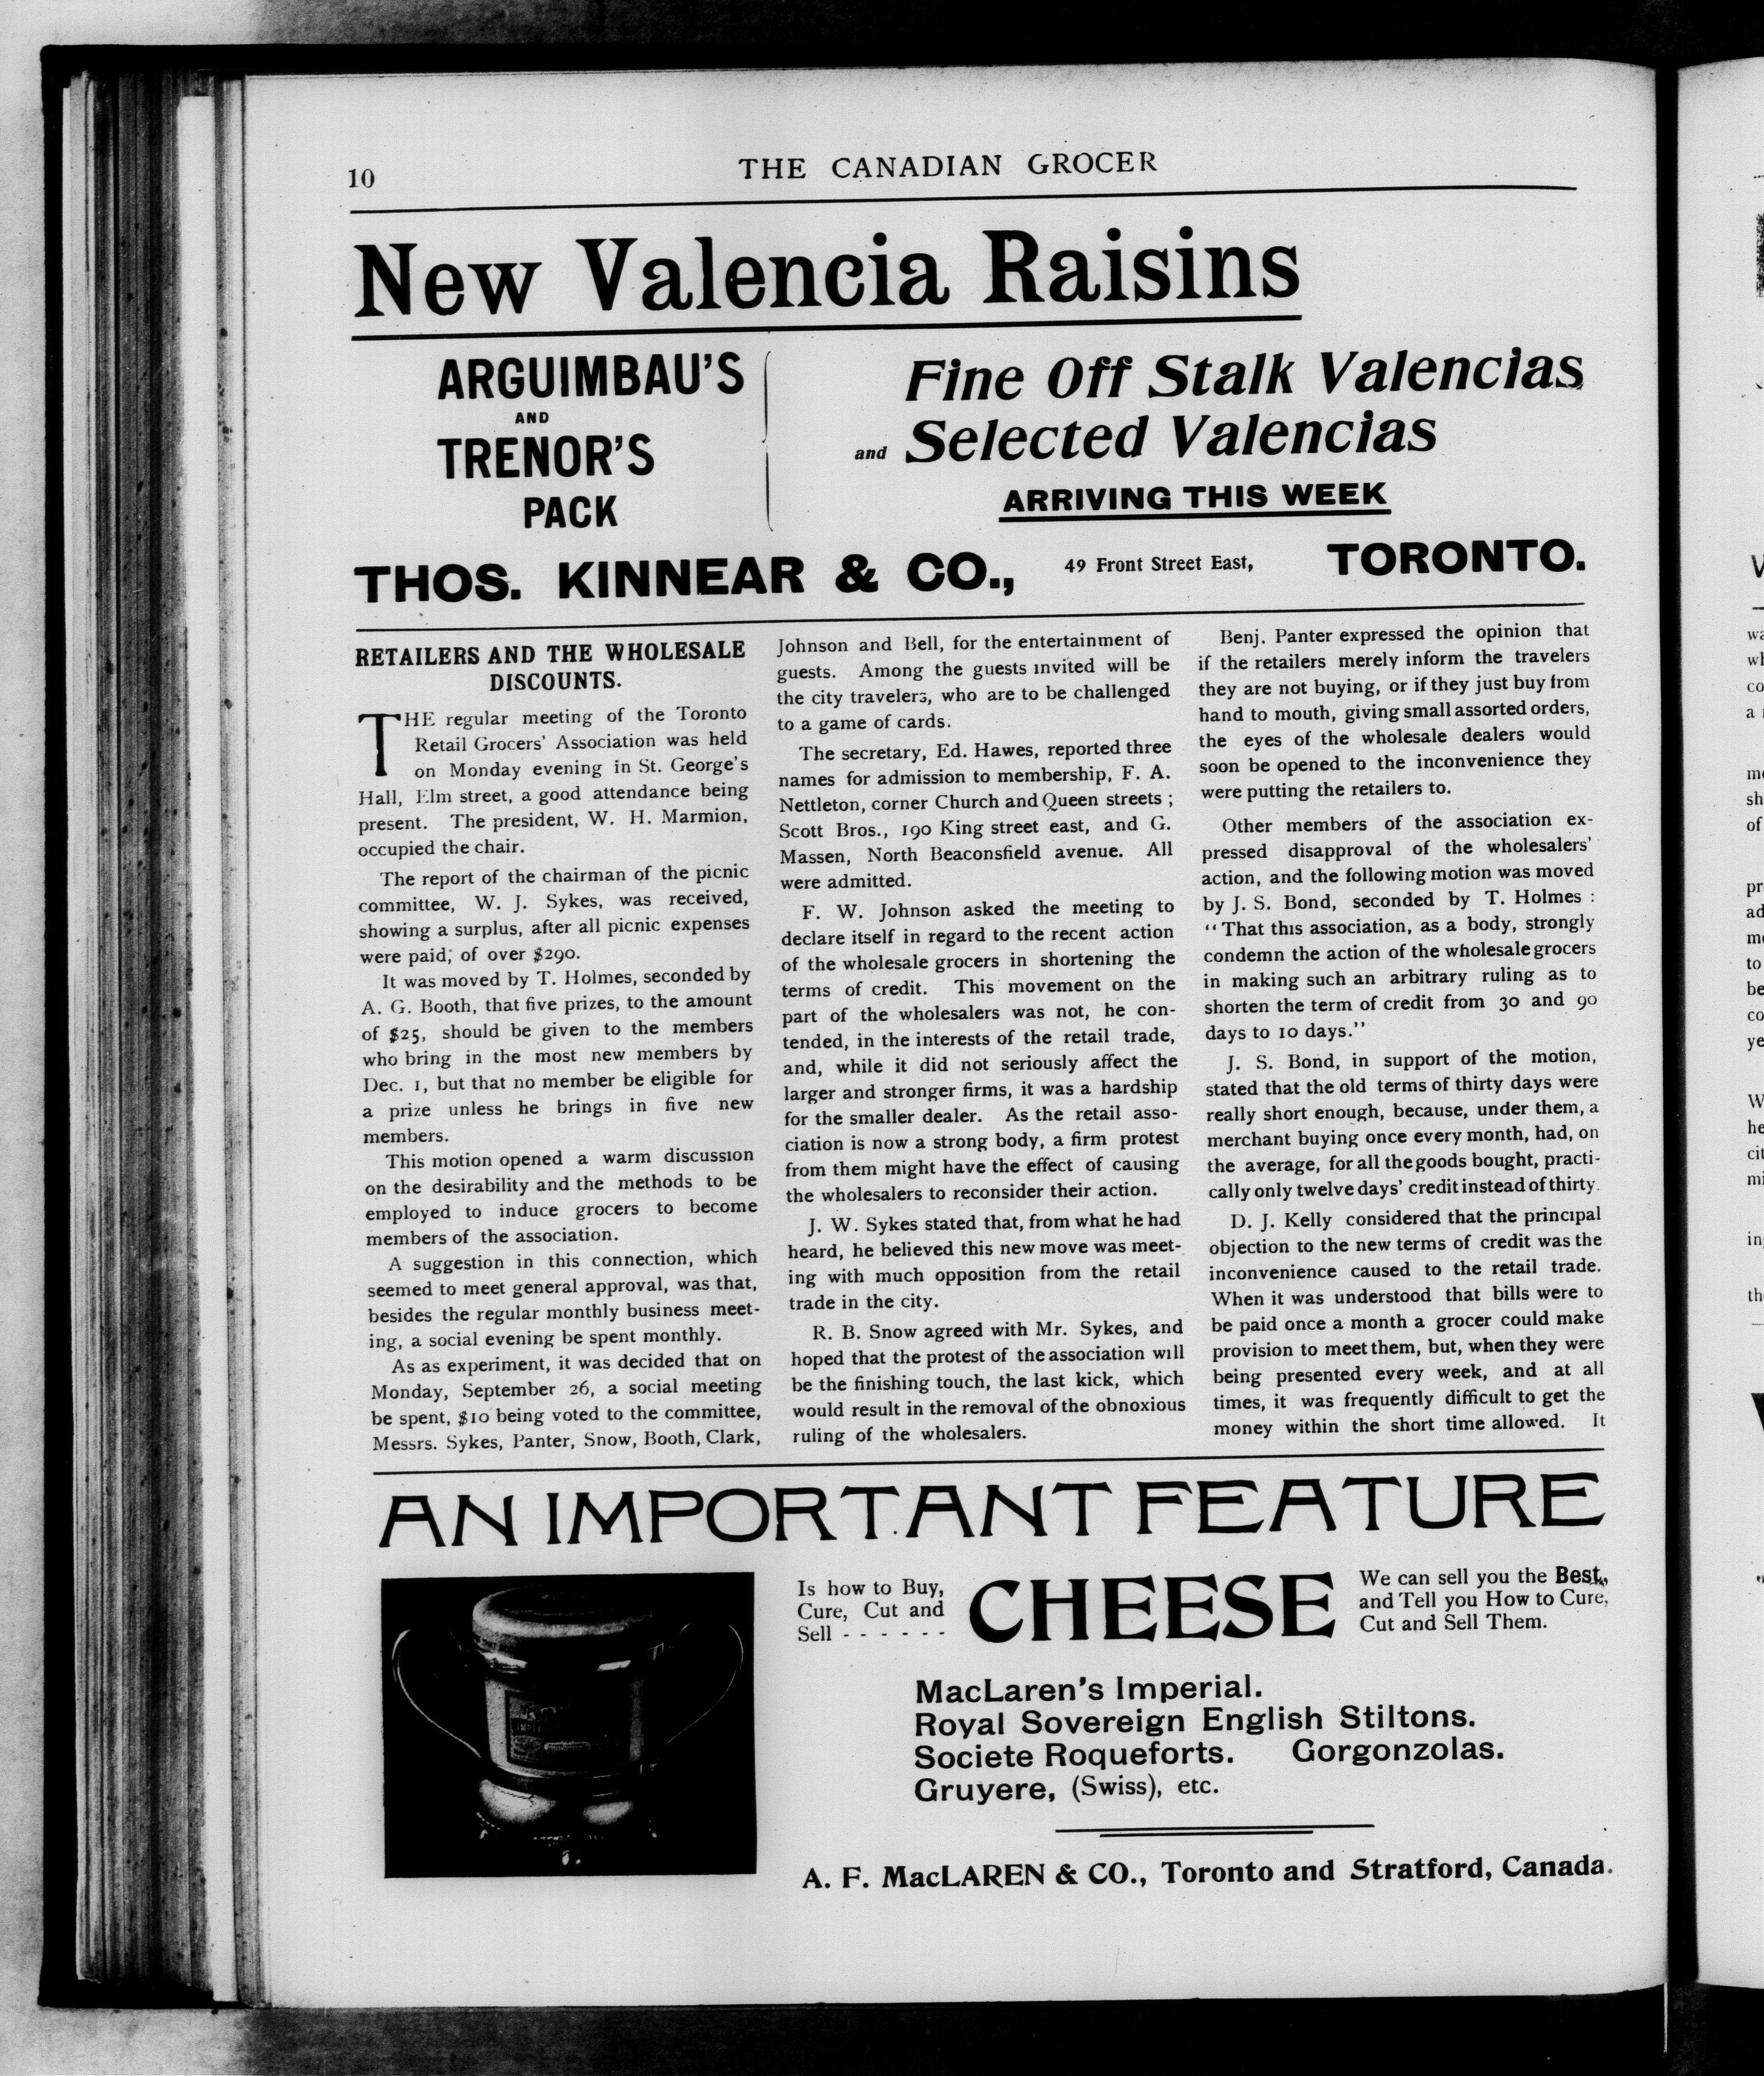 10
THE CANADIAN GROCER
New Valencia Raisins
ARGUIMBAU'S
AND
TRENOR'S
PACK
Fine Off Stalk Valencias
and Selected Valencias
ARRIVING THIS WEEK
THOS. KINNEAR & CO., 49 Front Street East, TORONTO.
RETAILERS AND THE WHOLESALE
DISCOUNTS.
THE regular meeting of the Toronto
Retail Grocers' Association was held
on Monday evening in St. George's
Hall, Elm street, a good attendance being
present. The president, W. H. Marmion,
occupied the chair.
The report of the chairman of the picnic
committee, W. J. Sykes, was received,
showing a surplus, after all picnic expenses
were paid, of over $290.
It was moved by T. Holmes, seconded by
A. G. Booth, that five prizes, to the amount
of $25, should be given to the members
who bring in the most new members by
Dec. 1, but that no member be eligible for
a prize unless he brings in five new
members.
This motion opened a warm discussion
on the desirability and the methods to be
employed to induce grocers to become
members of the association.
A suggestion in this connection, which
seemed to meet general approval, was that,
besides the regular monthly business meet-
ing, a social evening be spent monthly.
As as experiment, it was decided that on
Monday, September 26, a social meeting
be spent, $10 being voted to the committee,
Messrs. Sykes, Panter, Snow, Booth, Clark,
Johnson and Bell, for the entertainment of
guests. Among the guests invited will be
the city travelers, who are to be challenged
to a game of cards.
The secretary, Ed. Hawes, reported three
names for admission to membership, F. A.
Nettleton, corner Church and Queen streets ;
Scott Bros., 190 King street east, and G.
Massen, North Beaconsfield avenue. All
were admitted.
F. W. Johnson asked the meeting to
declare itself in regard to the recent action
of the wholesale grocers in shortening the
terms of credit. This movement on the
part of the wholesalers was not, he con-
tended, in the interests of the retail trade,
and, while it did not seriously affect the
larger and stronger firms, it was a hardship
for the smaller dealer. As the retail asso-
ciation is now a strong body, a firm protest
from them might have the effect of causing
the wholesalers to reconsider their action.
J. W. Sykes stated that, from what he had
heard, he believed this new move was meet-
ing with much opposition from the retail
trade in the city.
R. B. Snow agreed with Mr. Sykes, and
hoped that the protest of the association will
be the finishing touch, the last kick, which
would result in the removal of the obnoxious
ruling of the wholesalers.
Benj. Panter expressed the opinion that
if the retailers merely inform the travelers
they are not buying, or if they just buy from
hand to mouth, giving small assorted orders,
the eyes of the wholesale dealers would
soon be opened to the inconvenience they
were putting the retailers to.
Other members of the association ex-
pressed disapproval of the wholesalers'
action, and the following motion was moved
by J. S. Bond, seconded by T. Holmes :
"That this association, as a body, strongly
condemn the action of the wholesale grocers
in making such an arbitrary ruling as to
shorten the term of credit from 30 and 90
days to 10 days."
J. S. Bond, in support of the motion,
stated that the old terms of thirty days were
really short enough, because, under them, a
merchant buying once every month, had, on
the average, for all the goods bought, practi-
cally only twelve days' credit instead of thirty.
D. J. Kelly considered that the principal
objection to the new terms of credit was the
inconvenience caused to the retail trade.
When it was understood that bills were to
be paid once a month a grocer could make
provision to meet them, but, when they were
being presented every week, and at all
times, it was frequently difficult to get the
money within the short time allowed. It
AN IMPORTANT FEATURE
Is how to Buy,
Cure, Cut and
Sell - - - - - -
CHEESE
We can sell you the Best,
and Tell you How to Cure,
Cut and Sell Them.
MacLaren's Imperial.
Royal Sovereign English Stiltons.
Societe Roqueforts. Gorgonzolas.
Gruyere, (Swiss), etc.
A. F. MacLAREN & CO., Toronto and Stratford, Canada.